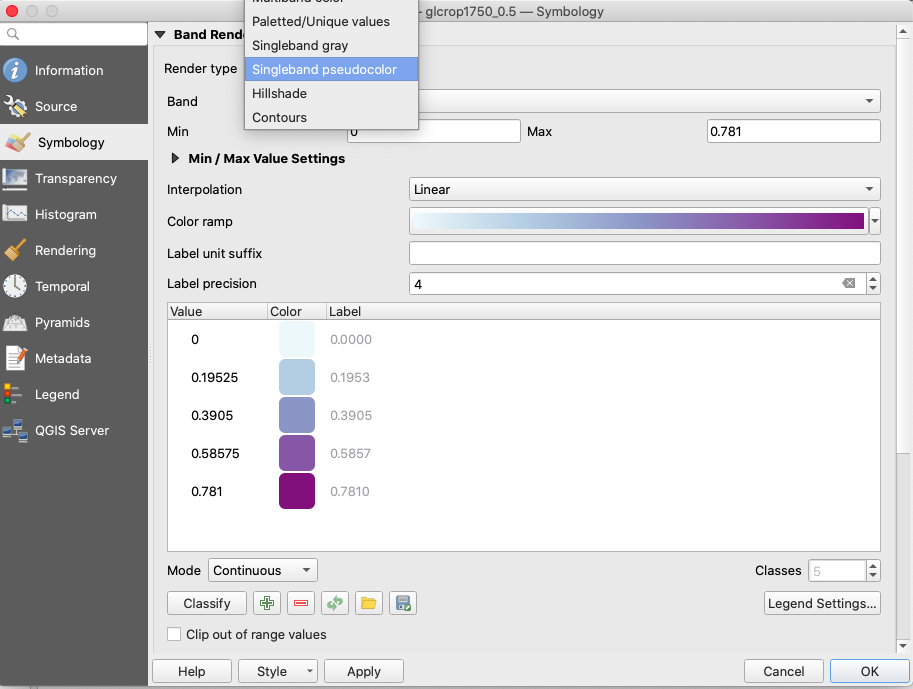 Multiband color
— glcrop1750_0.5 — Symbology
Paletted/Unique values
Singleband gray
Singleband pseudocolor
Hillshade
Contours
Information
Source
Symbology
Transparency
Histogram
Rendering
Temporal
Pyramids
Metadata
Legend
QGIS Server
Band Rende
Render type
Band
Min 0 Max 0.781
Min / Max Value Settings
Interpolation Linear
Color ramp
Label unit suffix
Label precision 4
Value Color Label
0 0.0000
0.19525 0.1953
0.3905 0.3905
0.58575 0.5857
0.781 0.7810
Mode Continuous Classes 5
Classify Legend Settings...
Clip out of range values
Help Style Apply Cancel OK